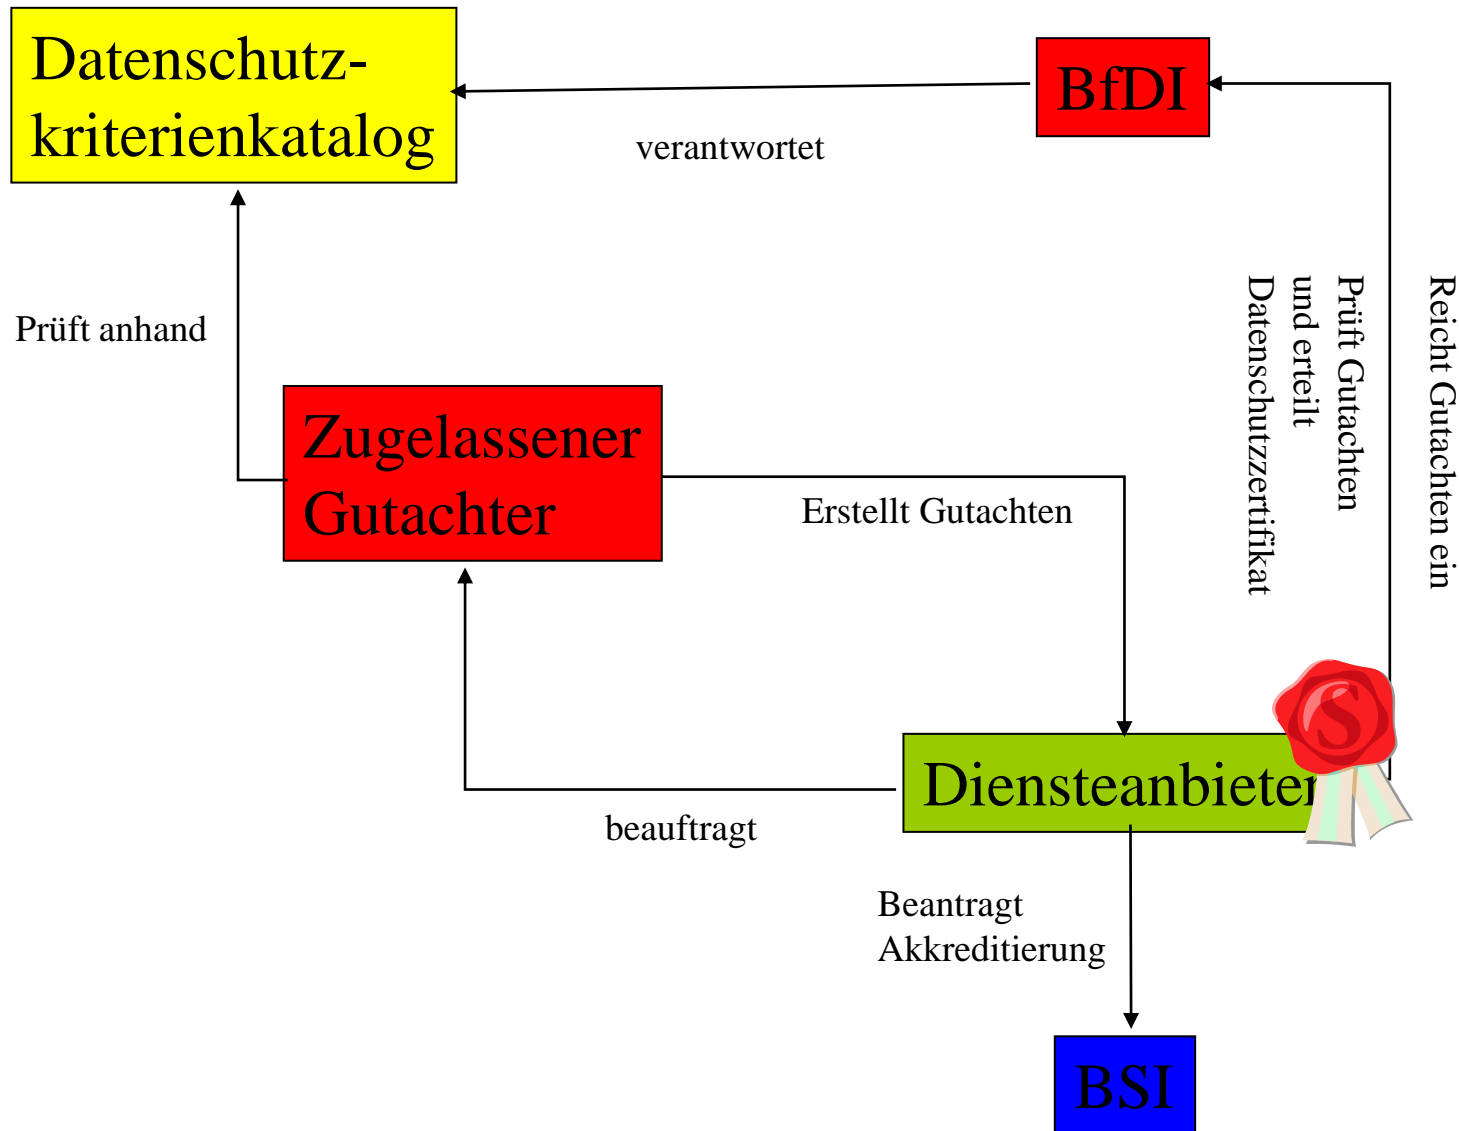 Datenschutz-
kriterienkatalog
BfDI
verantwortet
Prüft anhand
Reicht Gutachten ein
Prüft Gutachten
und erteilt
Datenschutzzertifikat
Zugelassener
Gutachter
Erstellt Gutachten
S
Diensteanbieter
beauftragt
Beantragt
Akkreditierung
BSI